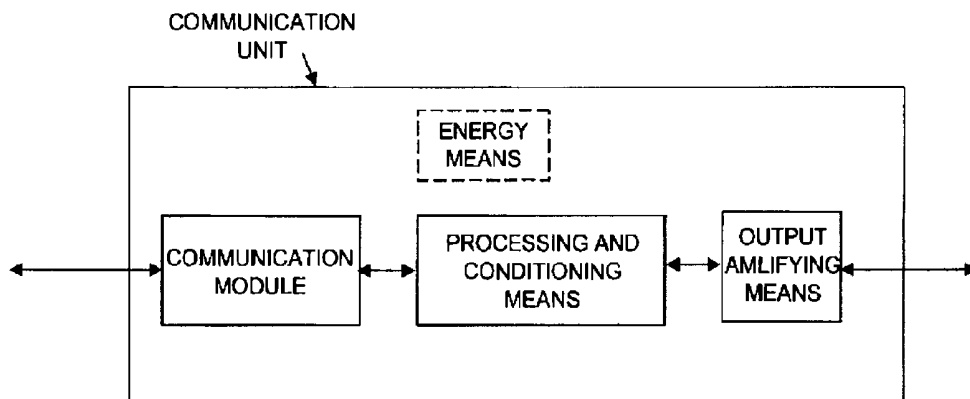 COMMUNICATION
UNIT
ENERGY
MEANS
COMMUNICATION
MODULE
PROCESSING AND
CONDITIONING
MEANS
OUTPUT
AMLIFYING
MEANS